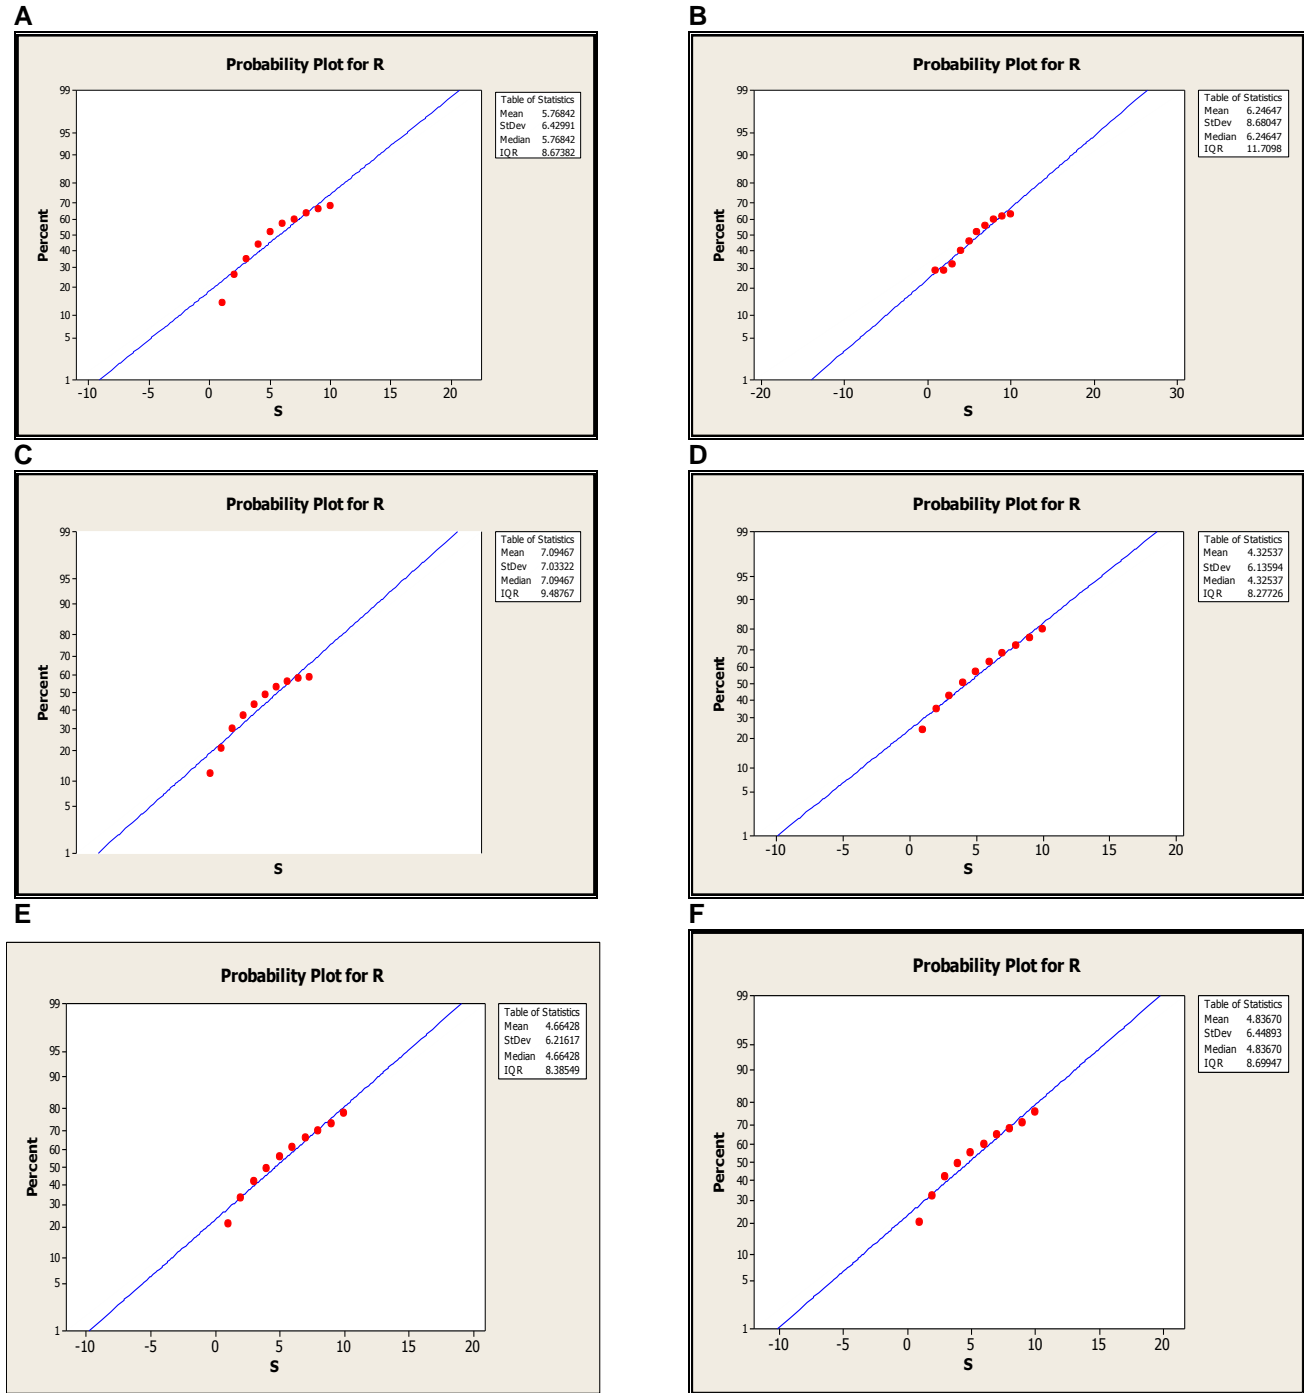 A
Probability Plot for R
99
95
90
80
70
60
50
40
30
20
10
5
1
Percent
-10 -5 0 5 10 15 20
S
Table of Statistics
Mean 5.76842
StDev 6.42991
Median 5.76842
IQR 8.67382
B
Probability Plot for R
99
95
90
80
70
60
50
40
30
20
10
5
1
Percent
-20 -10 0 10 20 30
S
Table of Statistics
Mean 6.24647
StDev 8.68047
Median 6.24647
IQR 11.7098
C
Probability Plot for R
99
95
90
80
70
60
50
40
30
20
10
5
1
Percent
S
Table of Statistics
Mean 7.09467
StDev 7.03322
Median 7.09467
IQR 9.48767
D
Probability Plot for R
99
95
90
80
70
60
50
40
30
20
10
5
1
Percent
-10 -5 0 5 10 15 20
S
Table of Statistics
Mean 4.32537
StDev 6.13594
Median 4.32537
IQR 8.27726
E
Probability Plot for R
99
95
90
80
70
60
50
40
30
20
10
5
1
Percent
-10 -5 0 5 10 15 20
S
Table of Statistics
Mean 4.66428
StDev 6.21617
Median 4.66428
IQR 8.38549
F
Probability Plot for R
99
95
90
80
70
60
50
40
30
20
10
5
1
Percent
-10 -5 0 5 10 15 20
S
Table of Statistics
Mean 4.83670
StDev 6.44893
Median 4.83670
IQR 8.69947